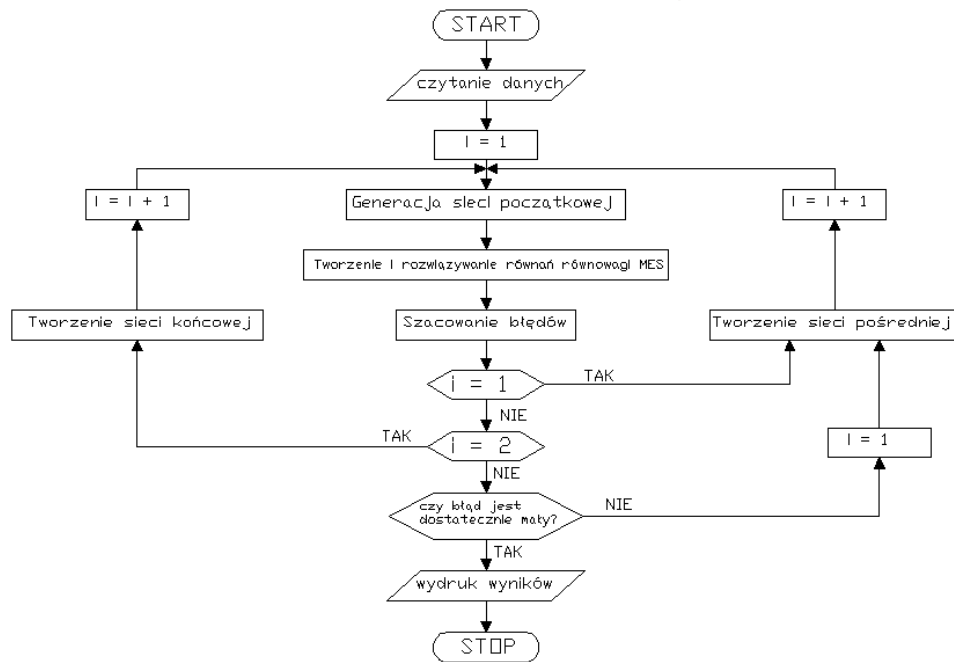 START
czytanie danych
I = 1
I = I + 1
Generacja sieci początkowej
I = I + 1
Tworzenie i rozwiązywanie równań równowagi MES
Tworzenie sieci końcowej
Szacowanie błędów
Tworzenie sieci pośredniej
i = 1
TAK
NIE
TAK
i = 2
I = 1
NIE
czy błąd jest
dostatecznie mały?
NIE
TAK
wydruk wyników
STOP